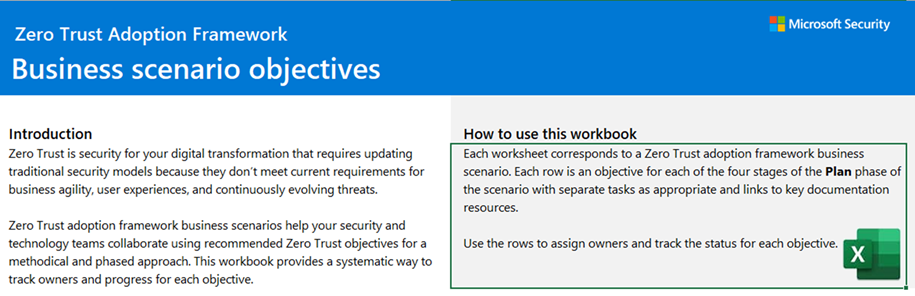 Zero Trust Adoption Framework
Microsoft Security
Business scenario objectives
Introduction
Zero Trust is security for your digital transformation that requires updating
traditional security models because they don't meet current requirements for
business agility, user experiences, and continuously evolving threats.
Zero Trust adoption framework business scenarios help your security and
technology teams collaborate using recommended Zero Trust objectives for a
methodical and phased approach. This workbook provides a systematic way to
track owners and progress for each objective.
How to use this workbook
Each worksheet corresponds to a Zero Trust adoption framework business
scenario. Each row is an objective for each of the four stages of the Plan phase of
the scenario with separate tasks as appropriate and links to key documentation
resources.
Use the rows to assign owners and track the status for each objective.
X